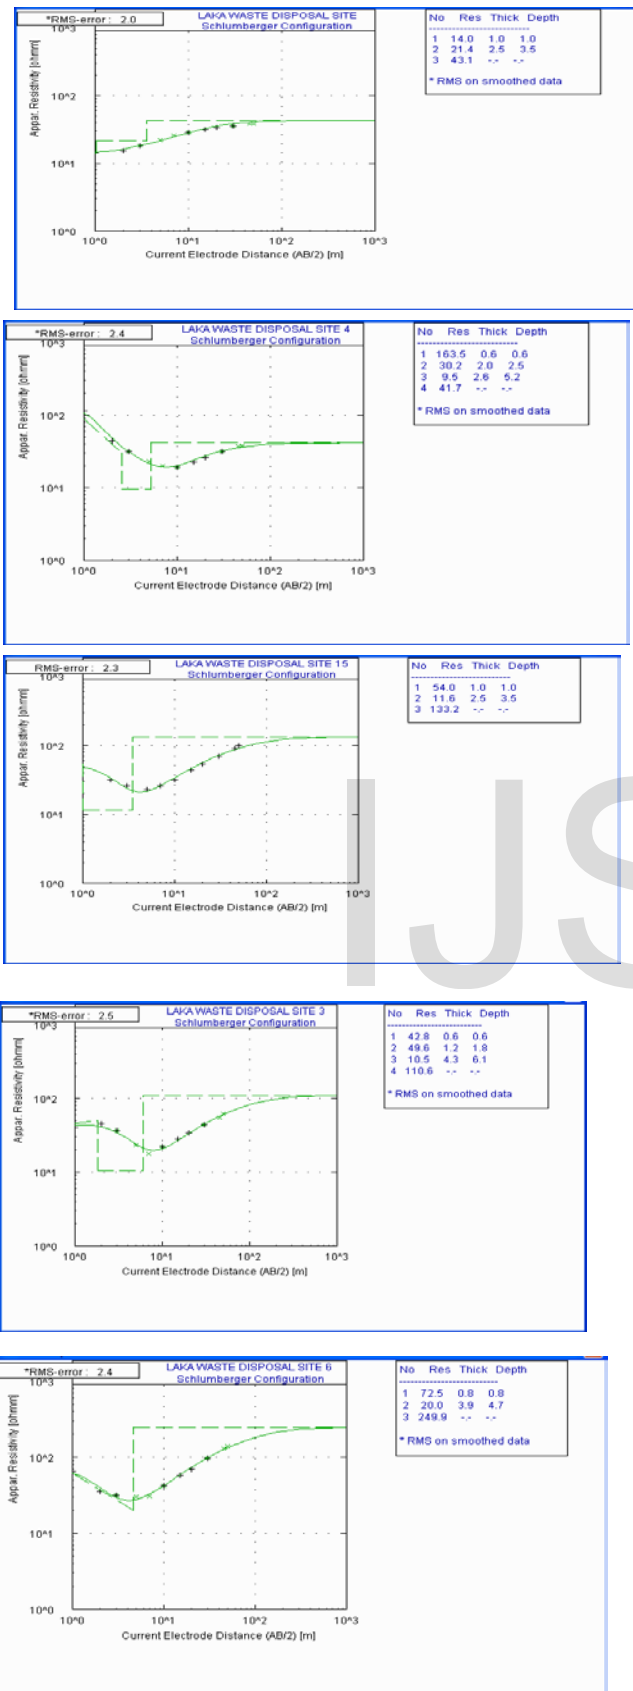 *RMS-error : 2.0
LAKA WASTE DISPOSAL SITE
Schlumberger Configuration
No Res Thick Depth
1 14.0 1.0 1.0
2 21.4 2.5 3.5
3 43.1 -.- -.-
* RMS on smoothed data
Appar. Resistivity [ohmm]
10^3
10^2
10^1
10^0
10^0 10^1 10^2 10^3
Current Electrode Distance (AB/2) [m]
*RMS-error : 2.4
LAKA WASTE DISPOSAL SITE 4
Schlumberger Configuration
No Res Thick Depth
1 163.5 0.6 0.6
2 30.2 2.0 2.5
3 9.5 2.6 5.2
4 41.7 -.- -.-
* RMS on smoothed data
Appar. Resistivity [ohmm]
10^3
10^2
10^1
10^0
10^0 10^1 10^2 10^3
Current Electrode Distance (AB/2) [m]
RMS-error : 2.3
LAKA WASTE DISPOSAL SITE 15
Schlumberger Configuration
No Res Thick Depth
1 54.0 1.0 1.0
2 11.6 2.5 3.5
3 133.2 -.- -.-
Appar. Resistivity [ohmm]
10^3
10^2
10^1
10^0
10^0 10^1 10^2 10^3
Current Electrode Distance (AB/2) [m]
IJS
*RMS-error : 2.5
LAKA WASTE DISPOSAL SITE 3
Schlumberger Configuration
No Res Thick Depth
1 42.8 0.6 0.6
2 49.6 1.2 1.8
3 10.5 4.3 6.1
4 110.6 -.- -.-
* RMS on smoothed data
Appar. Resistivity [ohmm]
10^3
10^2
10^1
10^0
10^0 10^1 10^2 10^3
Current Electrode Distance (AB/2) [m]
*RMS-error : 2.4
LAKA WASTE DISPOSAL SITE 6
Schlumberger Configuration
No Res Thick Depth
1 72.5 0.8 0.8
2 20.0 3.9 4.7
3 249.9 -.- -.-
* RMS on smoothed data
Appar. Resistivity [ohmm]
10^3
10^2
10^1
10^0
10^0 10^1 10^2 10^3
Current Electrode Distance (AB/2) [m]